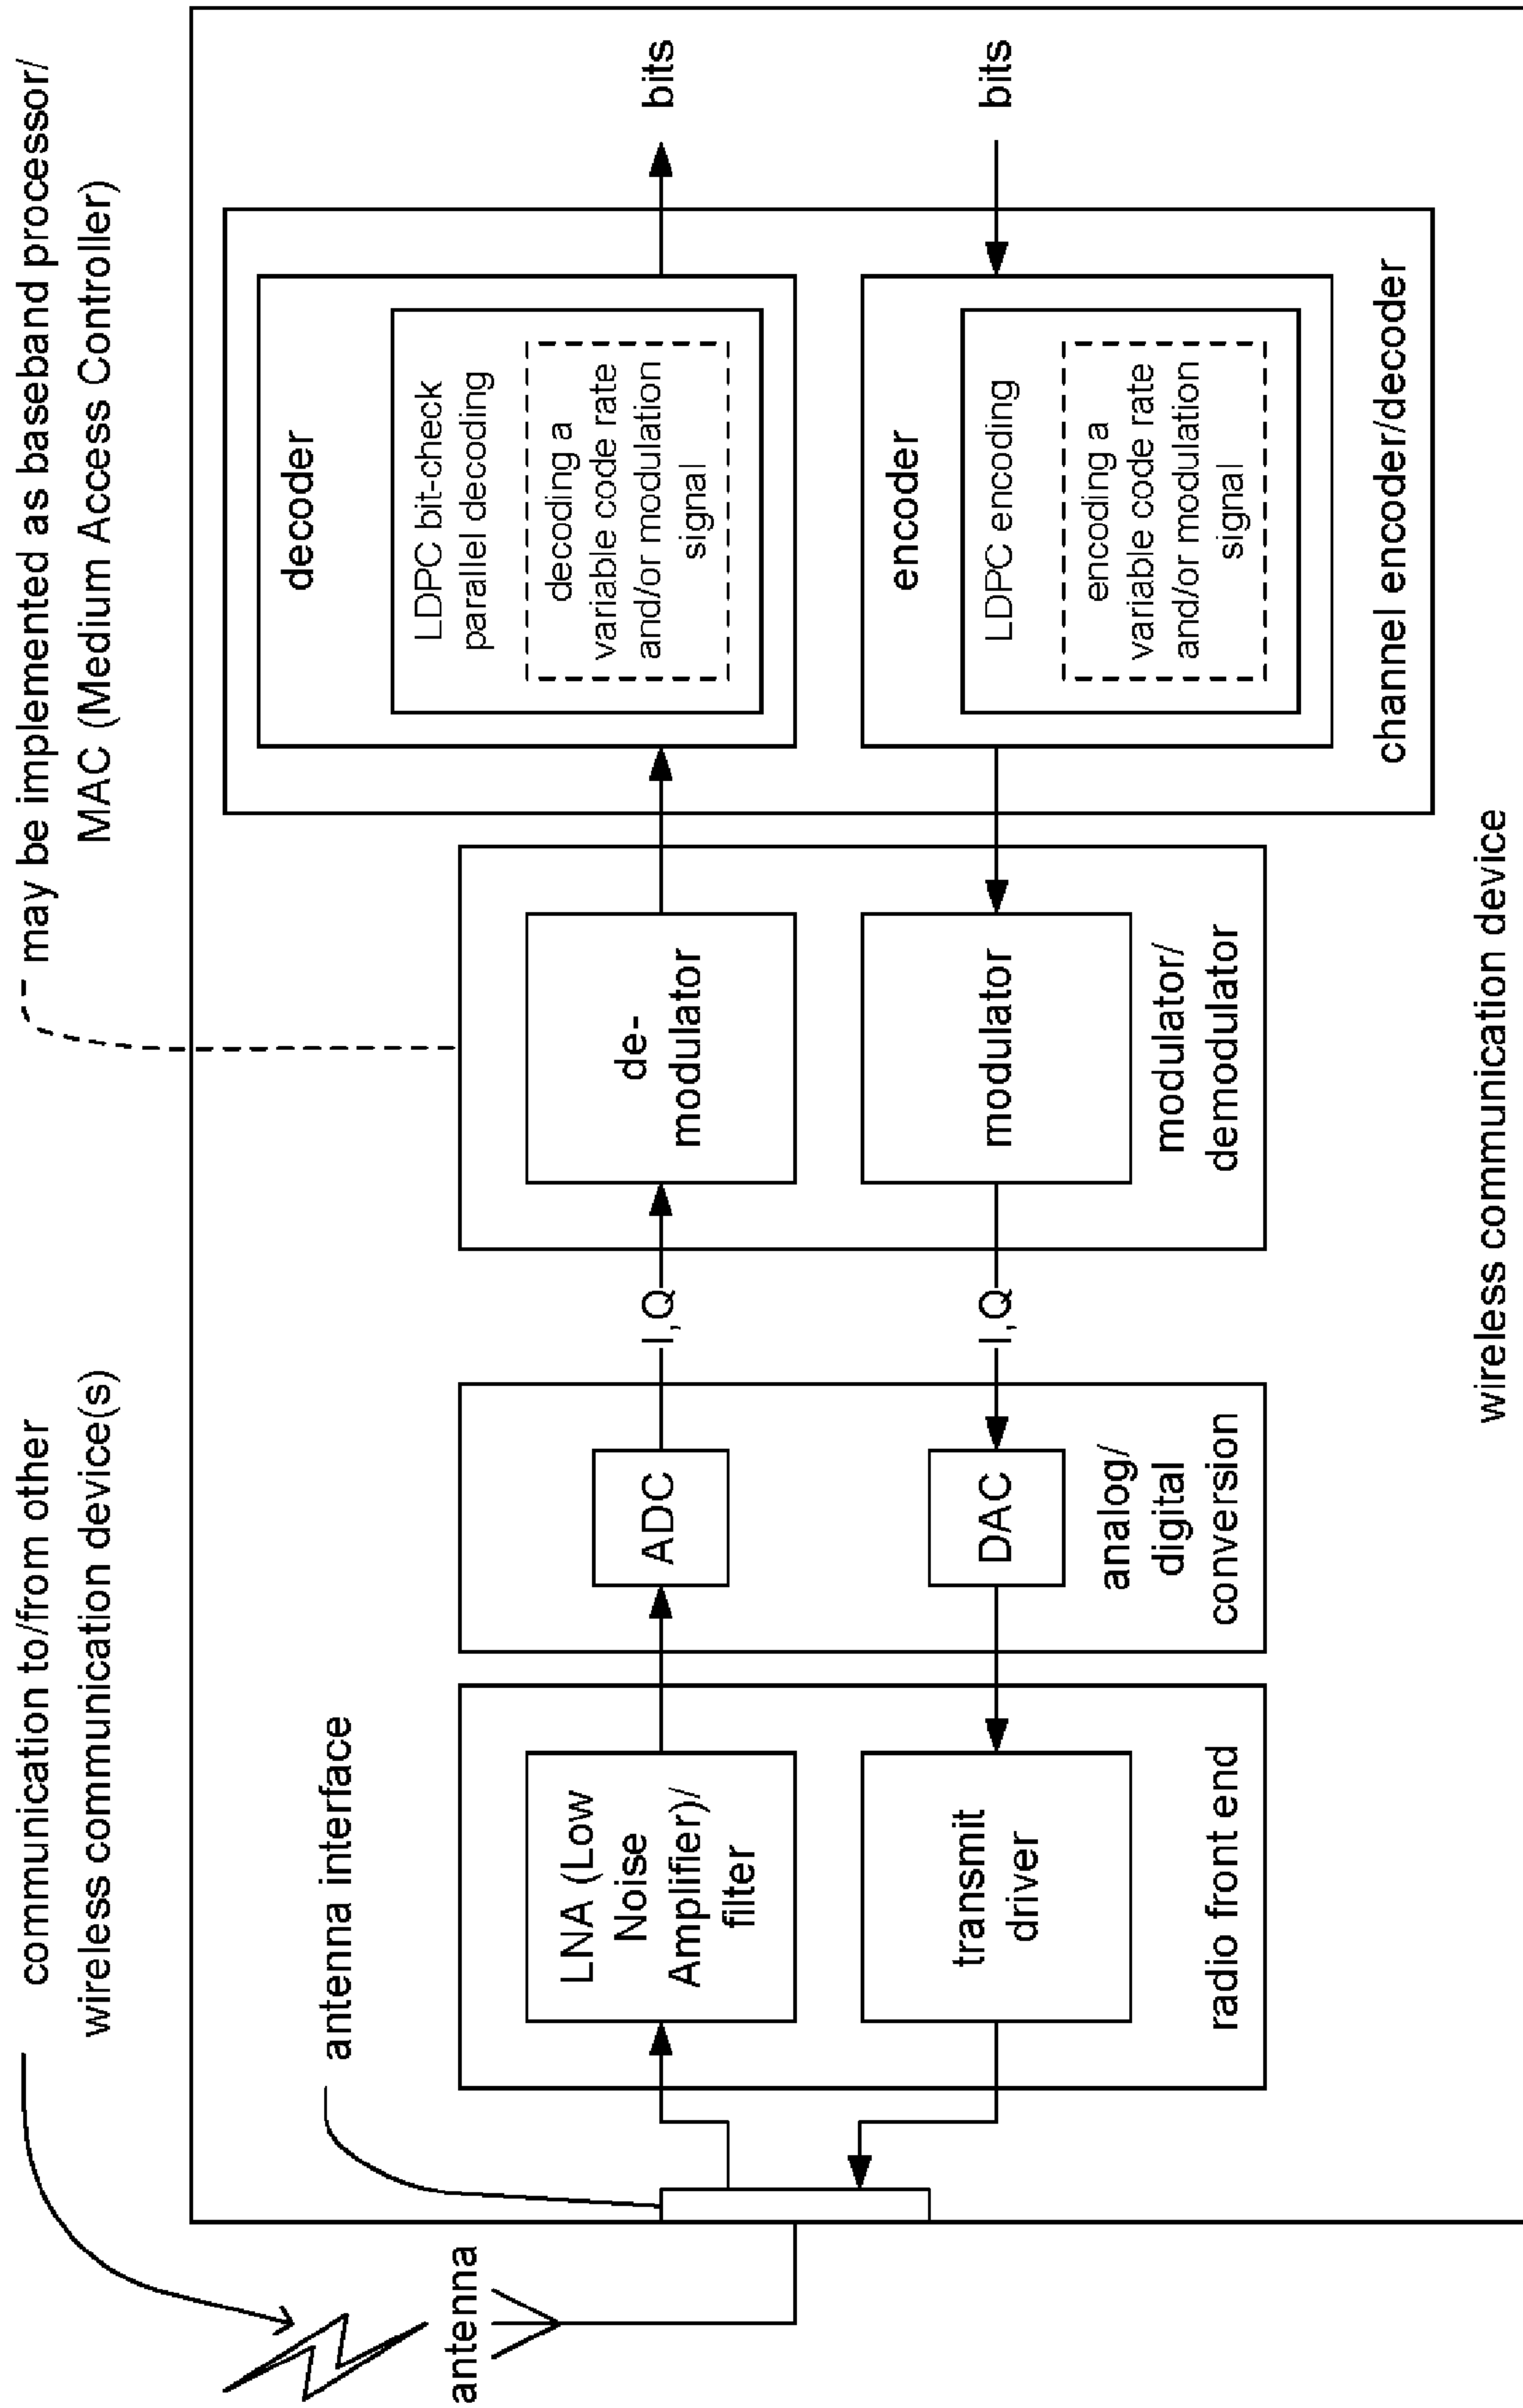 communication to/from other
wireless communication device(s)
may be implemented as baseband processor/
MAC (Medium Access Controller)
antenna
antenna interface
LNA (Low
Noise
Amplifier)/
filter
transmit
driver
radio front end
ADC
DAC
analog/
digital
conversion
I,Q
I,Q
de-
modulator
modulator
modulator/
demodulator
decoder
LDPC bit-check
parallel decoding
decoding a
variable code rate
and/or modulation
signal
encoder
LDPC encoding
encoding a
variable code rate
and/or modulation
signal
channel encoder/decoder
bits
bits
wireless communication device